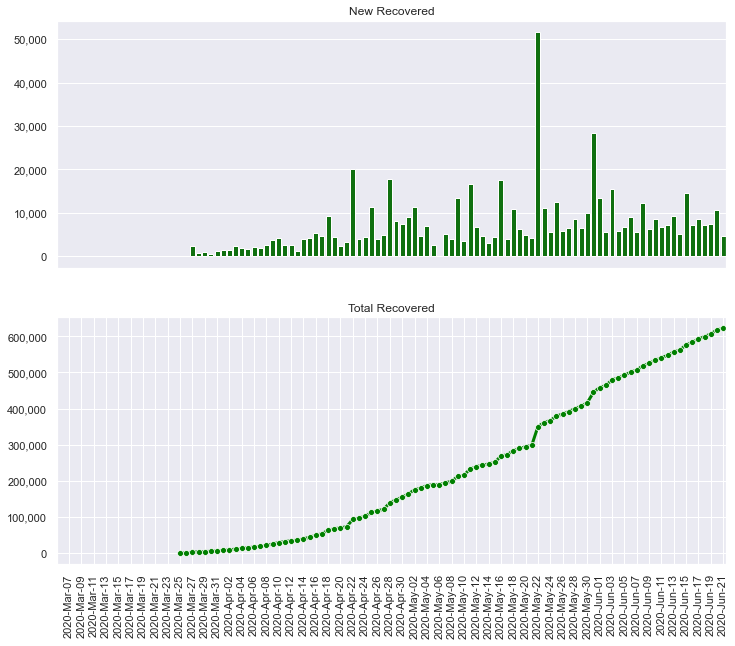 New Recovered
50,000
40,000
30,000
20,000
10,000
0
Total Recovered
600,000
500,000
400,000
300,000
200,000
100,000
0
2020-Mar-07
2020-Mar-09
2020-Mar-11
2020-Mar-13
2020-Mar-15
2020-Mar-17
2020-Mar-19
2020-Mar-21
2020-Mar-23
2020-Mar-25
2020-Mar-27
2020-Mar-29
2020-Mar-31
2020-Apr-02
2020-Apr-04
2020-Apr-06
2020-Apr-08
2020-Apr-10
2020-Apr-12
2020-Apr-14
2020-Apr-16
2020-Apr-18
2020-Apr-20
2020-Apr-22
2020-Apr-24
2020-Apr-26
2020-Apr-28
2020-Apr-30
2020-May-02
2020-May-04
2020-May-06
2020-May-08
2020-May-10
2020-May-12
2020-May-14
2020-May-16
2020-May-18
2020-May-20
2020-May-22
2020-May-24
2020-May-26
2020-May-28
2020-May-30
2020-Jun-01
2020-Jun-03
2020-Jun-05
2020-Jun-07
2020-Jun-09
2020-Jun-11
2020-Jun-13
2020-Jun-15
2020-Jun-17
2020-Jun-19
2020-Jun-21